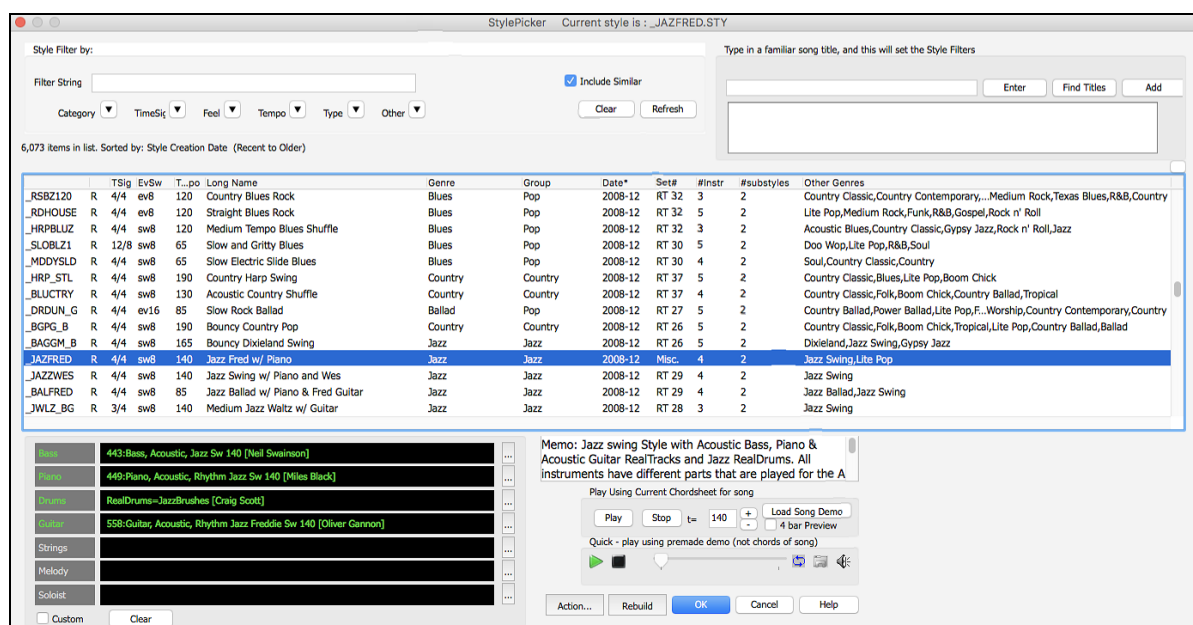 StylePicker Current style is : _JAZFRED.STY
Style Filter by:
Type in a familiar song title, and this will set the Style Filters
Filter String
Include Similar
Enter Find Titles Add
Category TimeSig Feel Tempo Type Other Clear Refresh
6,073 items in list. Sorted by: Style Creation Date (Recent to Older)
TSig EvSw T...po Long Name Genre Group Date* Set# #Instr #substyles Other Genres
_RSBZ120 R 4/4 ev8 120 Country Blues Rock Blues Pop 2008-12 RT 32 3 2 Country Classic,Country Contemporary,...Medium Rock,Texas Blues,R&B,Country
_RDHOUSE R 4/4 ev8 120 Straight Blues Rock Blues Pop 2008-12 RT 32 5 2 Lite Pop,Medium Rock,Funk,R&B,Gospel,Rock n' Roll
_HRPBLUZ R 4/4 sw8 120 Medium Tempo Blues Shuffle Blues Pop 2008-12 RT 32 3 2 Acoustic Blues,Country Classic,Gypsy Jazz,Rock n' Roll,Jazz
_SLOBLZ1 R 12/8 sw8 65 Slow and Gritty Blues Blues Pop 2008-12 RT 30 5 2 Doo Wop,Lite Pop,R&B,Soul
_MDDYSLD R 4/4 sw8 65 Slow Electric Slide Blues Blues Pop 2008-12 RT 30 4 2 Soul,Country Classic,Country
_HRP_STL R 4/4 sw8 190 Country Harp Swing Country Country 2008-12 RT 37 5 2 Country Classic,Blues,Lite Pop,Boom Chick
_BLUCTRY R 4/4 sw8 130 Acoustic Country Shuffle Country Country 2008-12 RT 37 4 2 Country Classic,Folk,Boom Chick,Country Ballad,Tropical
_DRDUN_G R 4/4 ev16 85 Slow Rock Ballad Ballad Pop 2008-12 RT 27 5 2 Country Ballad,Power Ballad,Lite Pop,F...Worship,Country Contemporary,Country
_BGPG_B R 4/4 sw8 190 Bouncy Country Pop Country Country 2008-12 RT 26 5 2 Country Classic,Folk,Boom Chick,Tropical,Lite Pop,Country Ballad,Ballad
_BAGGM_B R 4/4 sw8 165 Bouncy Dixieland Swing Jazz Jazz 2008-12 RT 26 5 2 Dixieland,Jazz Swing,Gypsy Jazz
_JAZFRED R 4/4 sw8 140 Jazz Fred w/ Piano Jazz Jazz 2008-12 Misc. 4 2 Jazz Swing,Lite Pop
_JAZZWES R 4/4 sw8 140 Jazz Swing w/ Piano and Wes Jazz Jazz 2008-12 RT 29 4 2 Jazz Swing
_BALFRED R 4/4 sw8 85 Jazz Ballad w/ Piano & Fred Guitar Jazz Jazz 2008-12 RT 29 4 2 Jazz Ballad,Jazz Swing
_JWLZ_BG R 3/4 sw8 140 Medium Jazz Waltz w/ Guitar Jazz Jazz 2008-12 RT 28 3 2 Jazz Swing
Bass 443:Bass, Acoustic, Jazz Sw 140 [Neil Swainson] ...
Piano 449:Piano, Acoustic, Rhythm Jazz Sw 140 [Miles Black] ...
Drums RealDrums=JazzBrushes [Craig Scott] ...
Guitar 558:Guitar, Acoustic, Rhythm Jazz Freddie Sw 140 [Oliver Gannon] ...
Strings ...
Melody ...
Soloist ...
Custom Clear
Memo: Jazz swing Style with Acoustic Bass, Piano &
Acoustic Guitar RealTracks and Jazz RealDrums. All
instruments have different parts that are played for the A
Play Using Current Chordsheet for song
Play Stop t= 140 + - Load Song Demo
4 bar Preview
Quick - play using premade demo (not chords of song)
Action... Rebuild OK Cancel Help